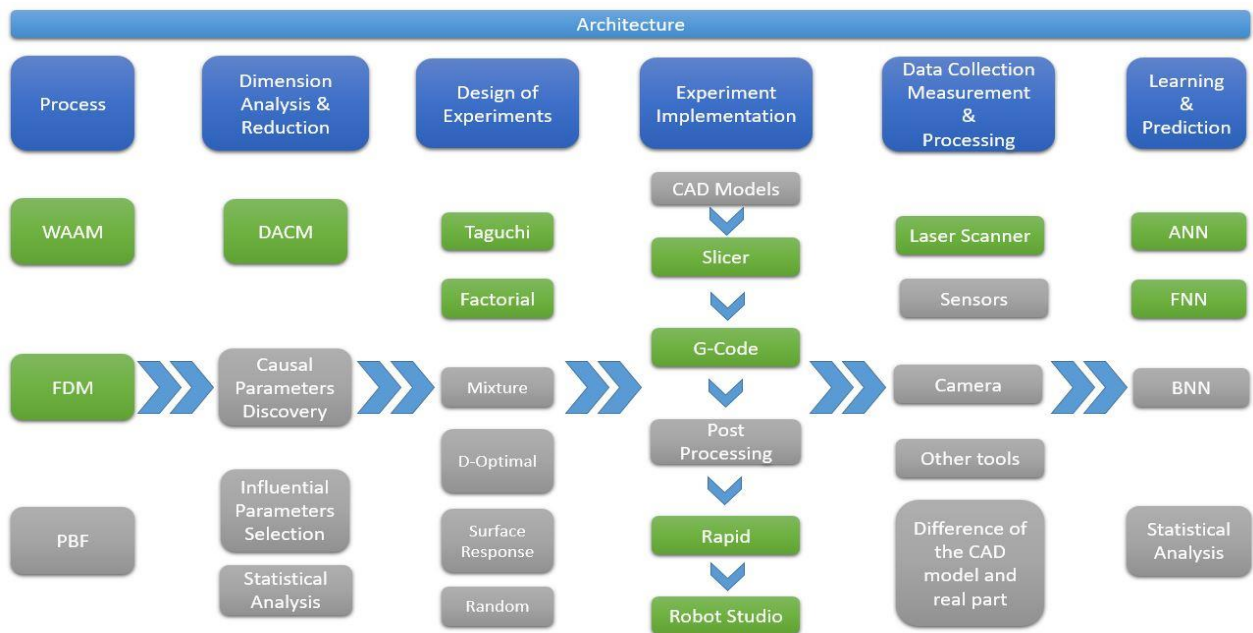 Architecture
Process
Dimension
Analysis &
Reduction
Design of
Experiments
Experiment
Implementation
Data Collection
Measurement
&
Processing
Learning
&
Prediction
WAAM
FDM
PBF
DACM
Causal
Parameters
Discovery
Influential
Parameters
Selection
Statistical
Analysis
Taguchi
Factorial
Mixture
D-Optimal
Surface
Response
Random
CAD Models
Slicer
G-Code
Post
Processing
Rapid
Robot Studio
Laser Scanner
Sensors
Camera
Other tools
Difference of
the CAD
model and
real part
ANN
FNN
BNN
Statistical
Analysis